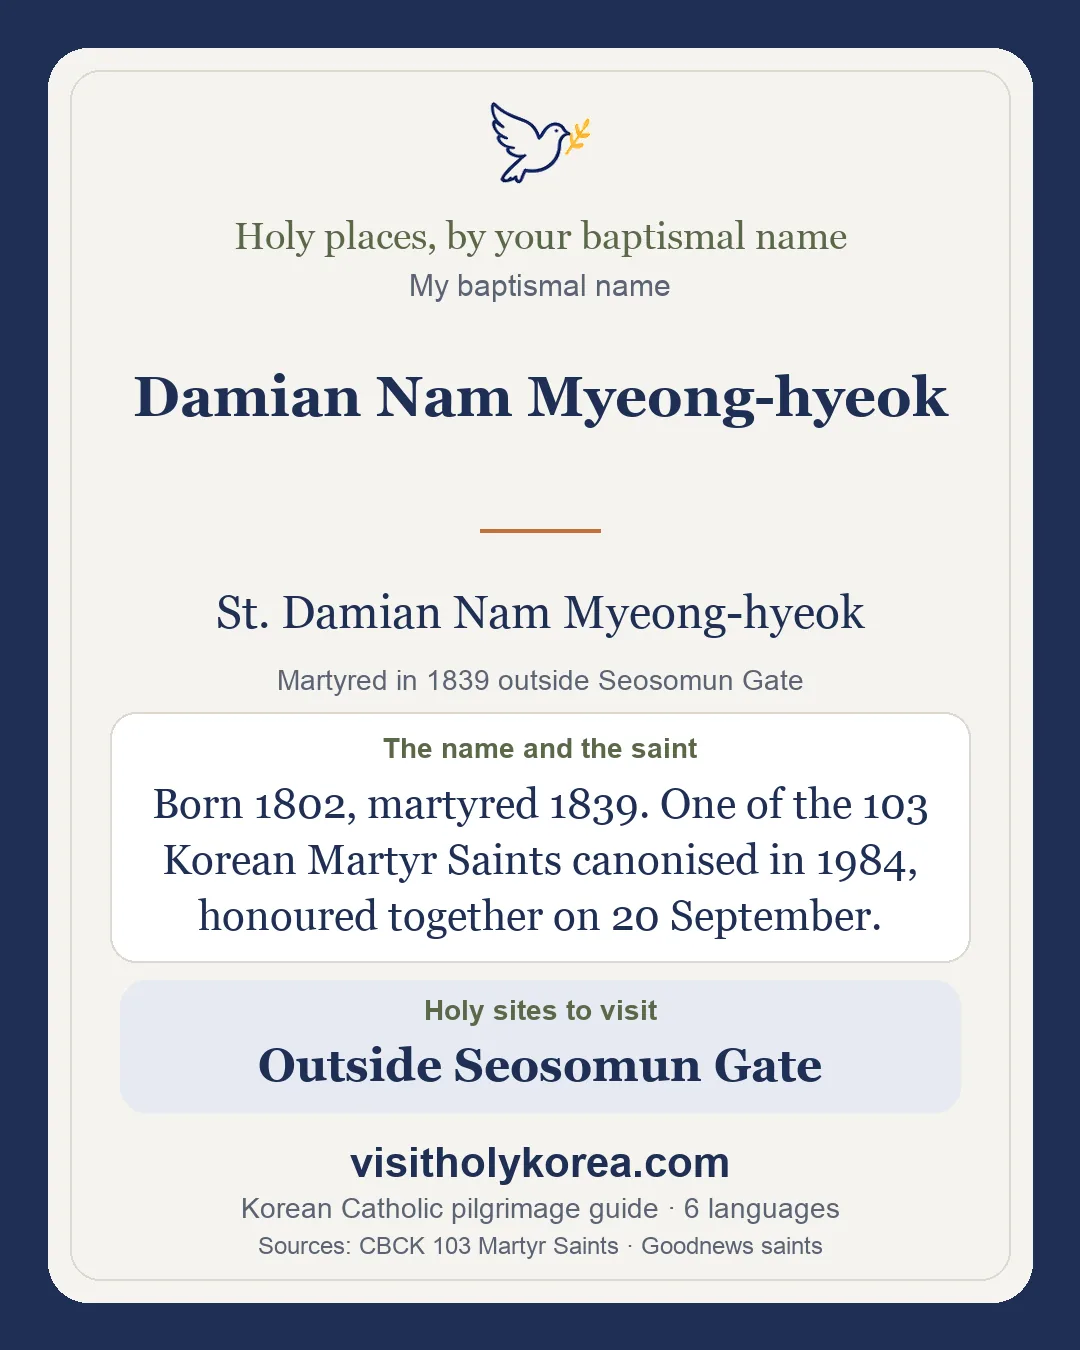 Holy places, by your baptismal name
My baptismal name
Damian Nam Myeong-hyeok
St. Damian Nam Myeong-hyeok
Martyred in 1839 outside Seosomun Gate
The name and the saint
Born 1802, martyred 1839. One of the 103
Korean Martyr Saints canonised in 1984,
honoured together on 20 September.
Holy sites to visit
Outside Seosomun Gate
visitholykorea.com
Korean Catholic pilgrimage guide · 6 languages
Sources: CBCK 103 Martyr Saints · Goodnews saints